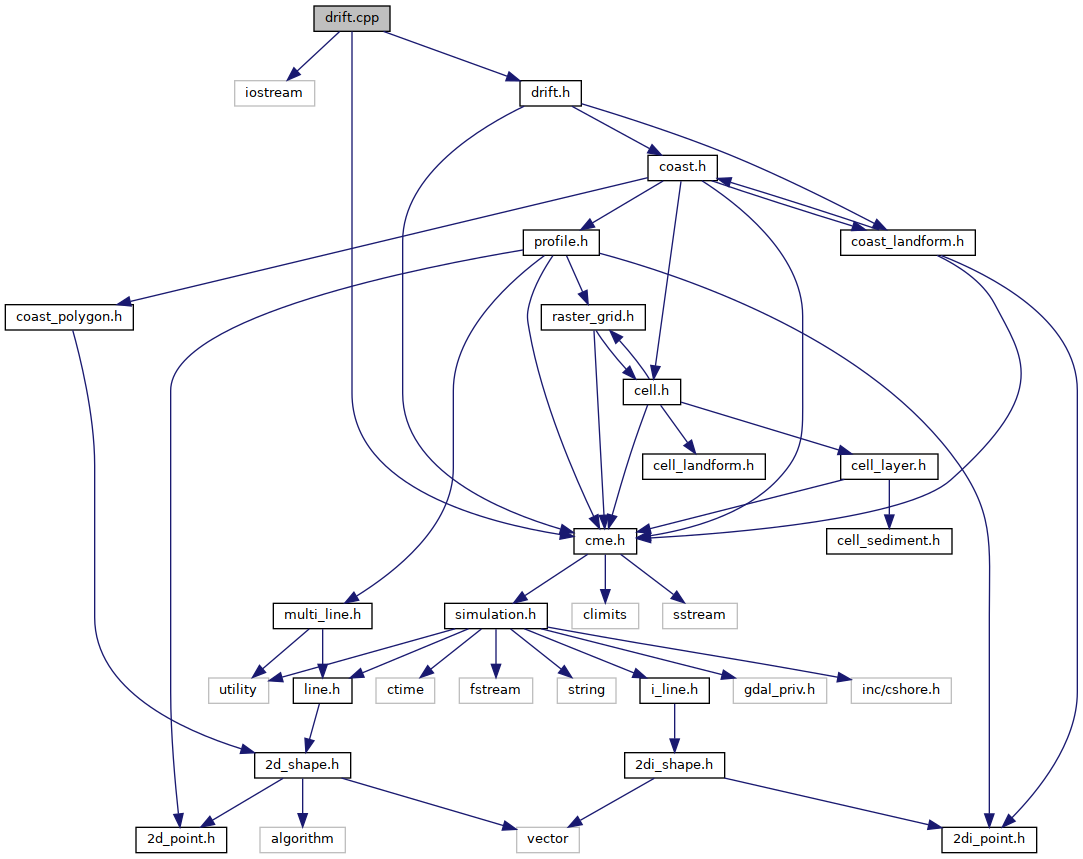 drift.cpp
iostream
drift.h
coast.h
profile.h
coast_landform.h
coast_polygon.h
raster_grid.h
cell.h
cell_landform.h
cell_layer.h
cme.h
cell_sediment.h
multi_line.h
simulation.h
climits
sstream
utility
line.h
ctime
fstream
string
i_line.h
gdal_priv.h
inc/cshore.h
2d_shape.h
2di_shape.h
2d_point.h
algorithm
vector
2di_point.h